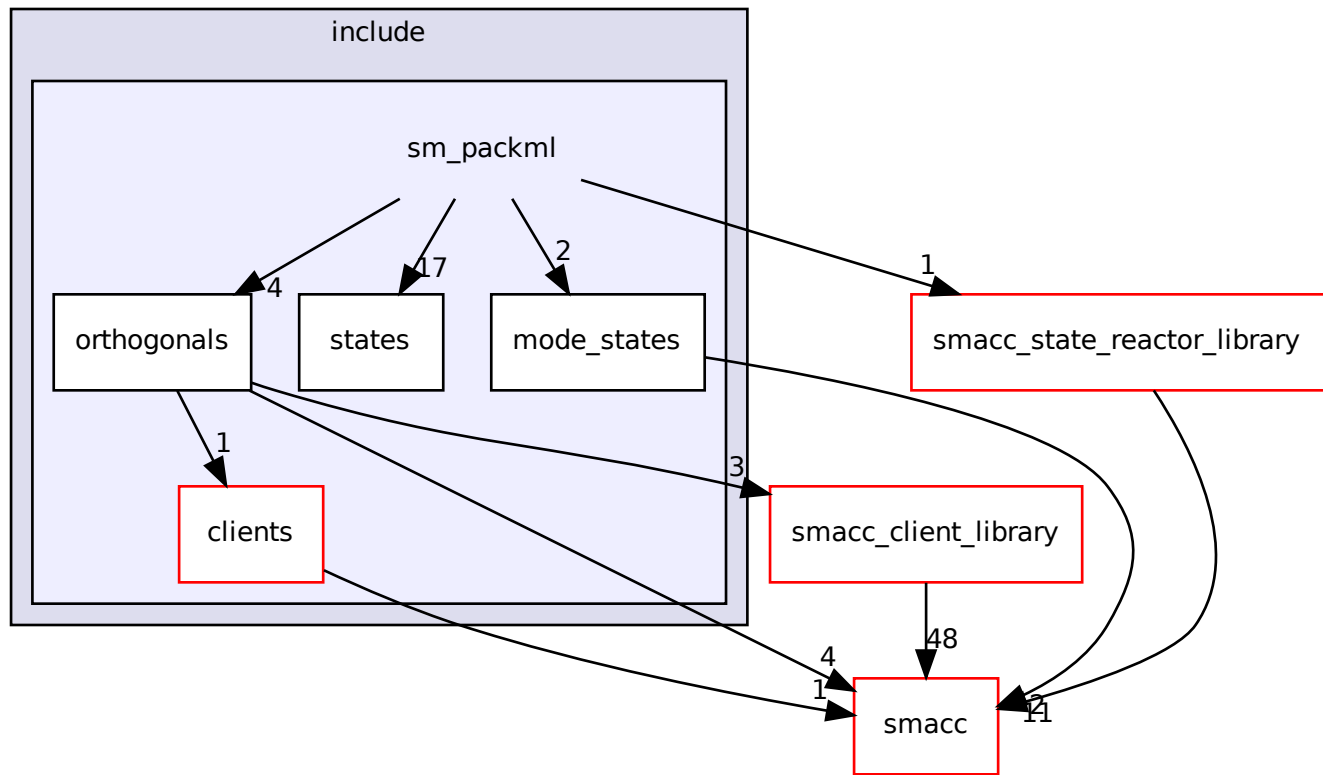 include
sm_packml
4
17
2
1
orthogonals
states
mode_states
smacc_state_reactor_library
1
3
clients
smacc_client_library
4
1
48
2
11
smacc